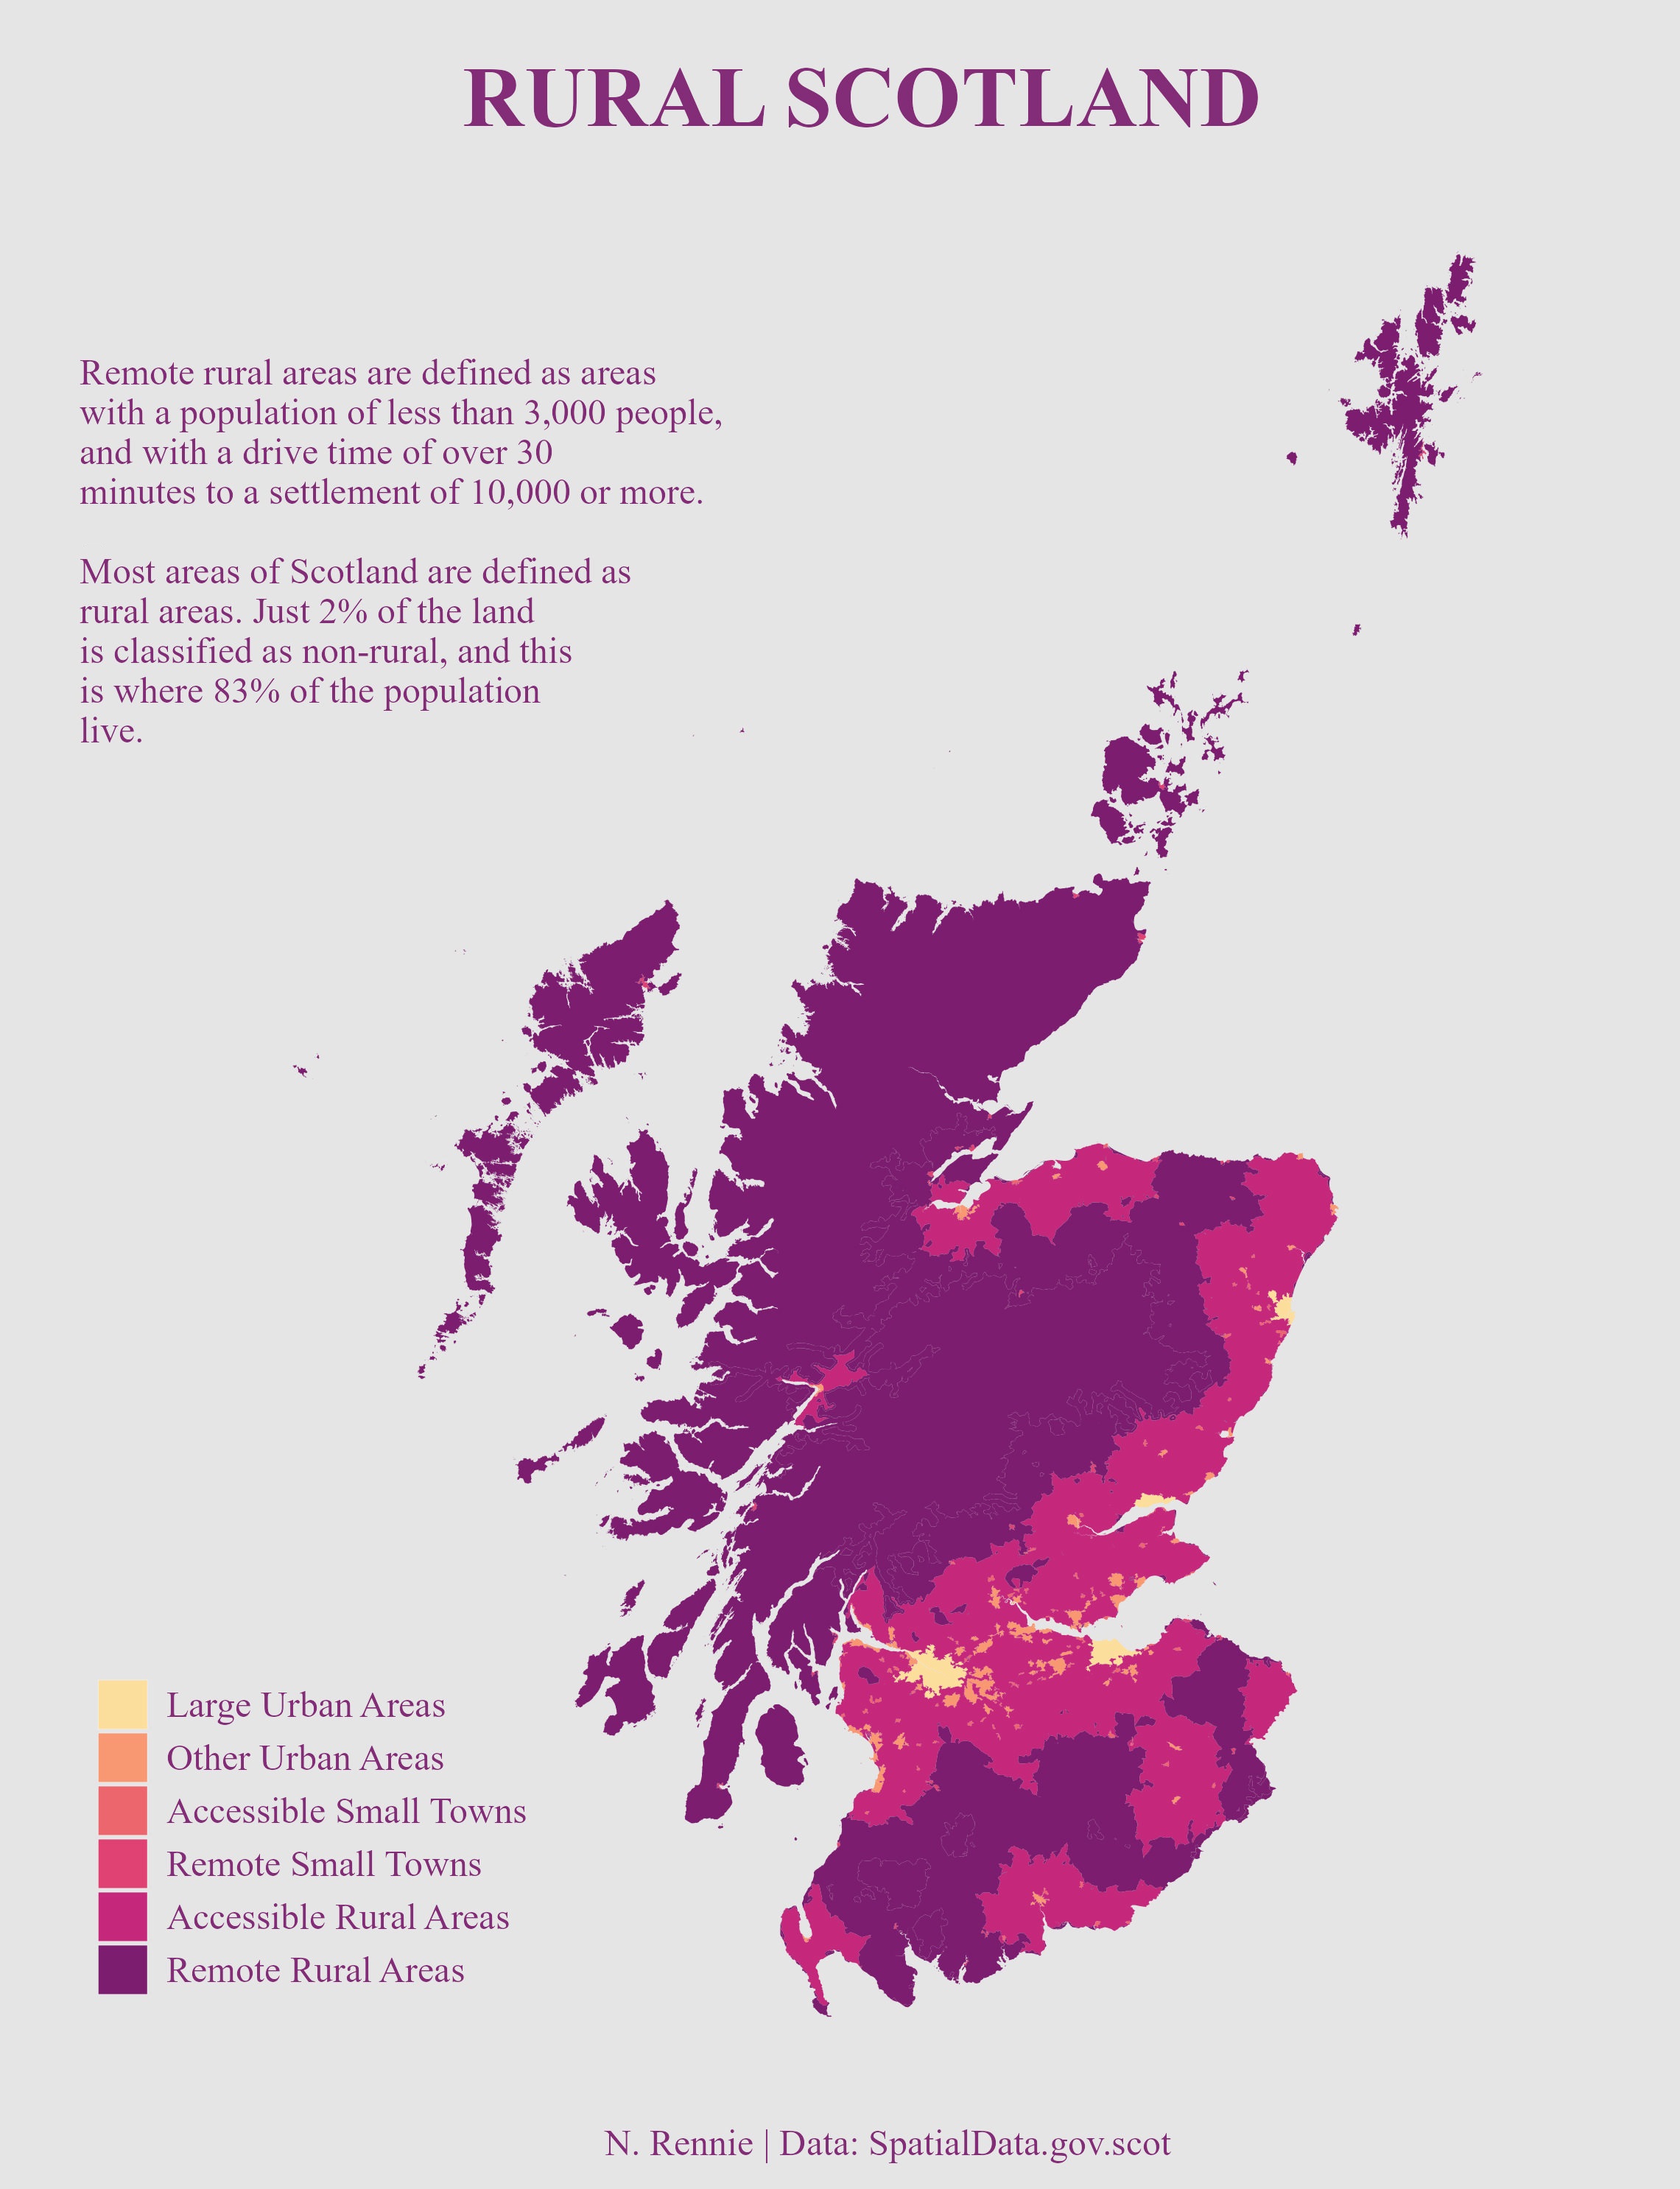 RURAL SCOTLAND
Remote rural areas are defined as areas
with a population of less than 3,000 people,
and with a drive time of over 30
minutes to a settlement of 10,000 or more.
Most areas of Scotland are defined as
rural areas. Just 2% of the land
is classified as non-rural, and this
is where 83% of the population
live.
Large Urban Areas
Other Urban Areas
Accessible Small Towns
Remote Small Towns
Accessible Rural Areas
Remote Rural Areas
N. Rennie | Data: SpatialData.gov.scot